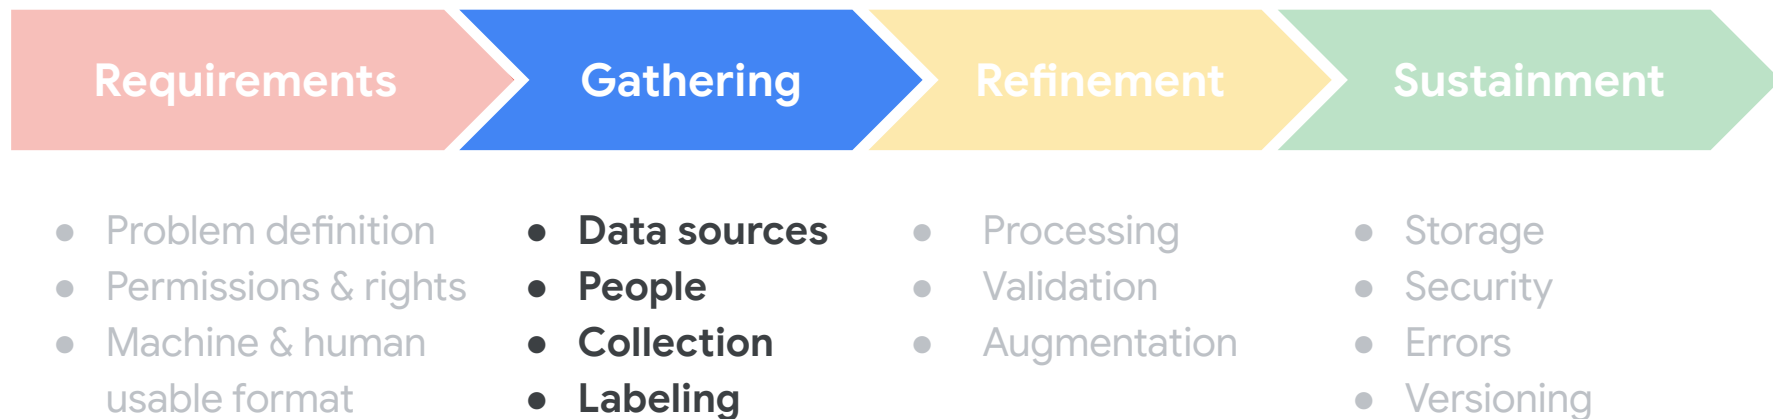 Requirements
Gathering
Refinement
Sustainment
● Problem definition
● Permissions & rights
● Machine & human
usable format
● Data sources
● People
● Collection
● Labeling
● Processing
● Validation
● Augmentation
● Storage
● Security
● Errors
● Versioning